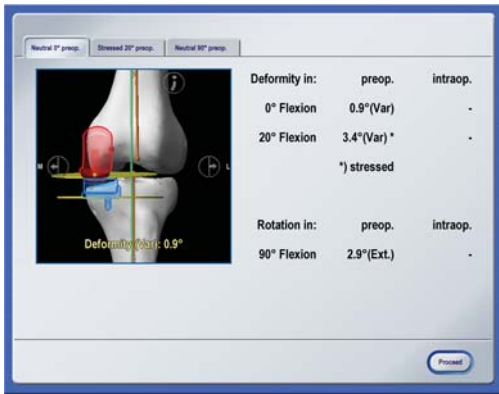 Neutral 0° preop.
Stressed 20° preop.
Neutral 90° preop.
Deformity in: preop. intraop.
0° Flexion 0.9°(Var) -
20° Flexion 3.4°(Var) * -
*) stressed
M
i
L
Deformity (Var): 0.9°
Rotation in: preop. intraop.
90° Flexion 2.9°(Ext.) -
Proceed